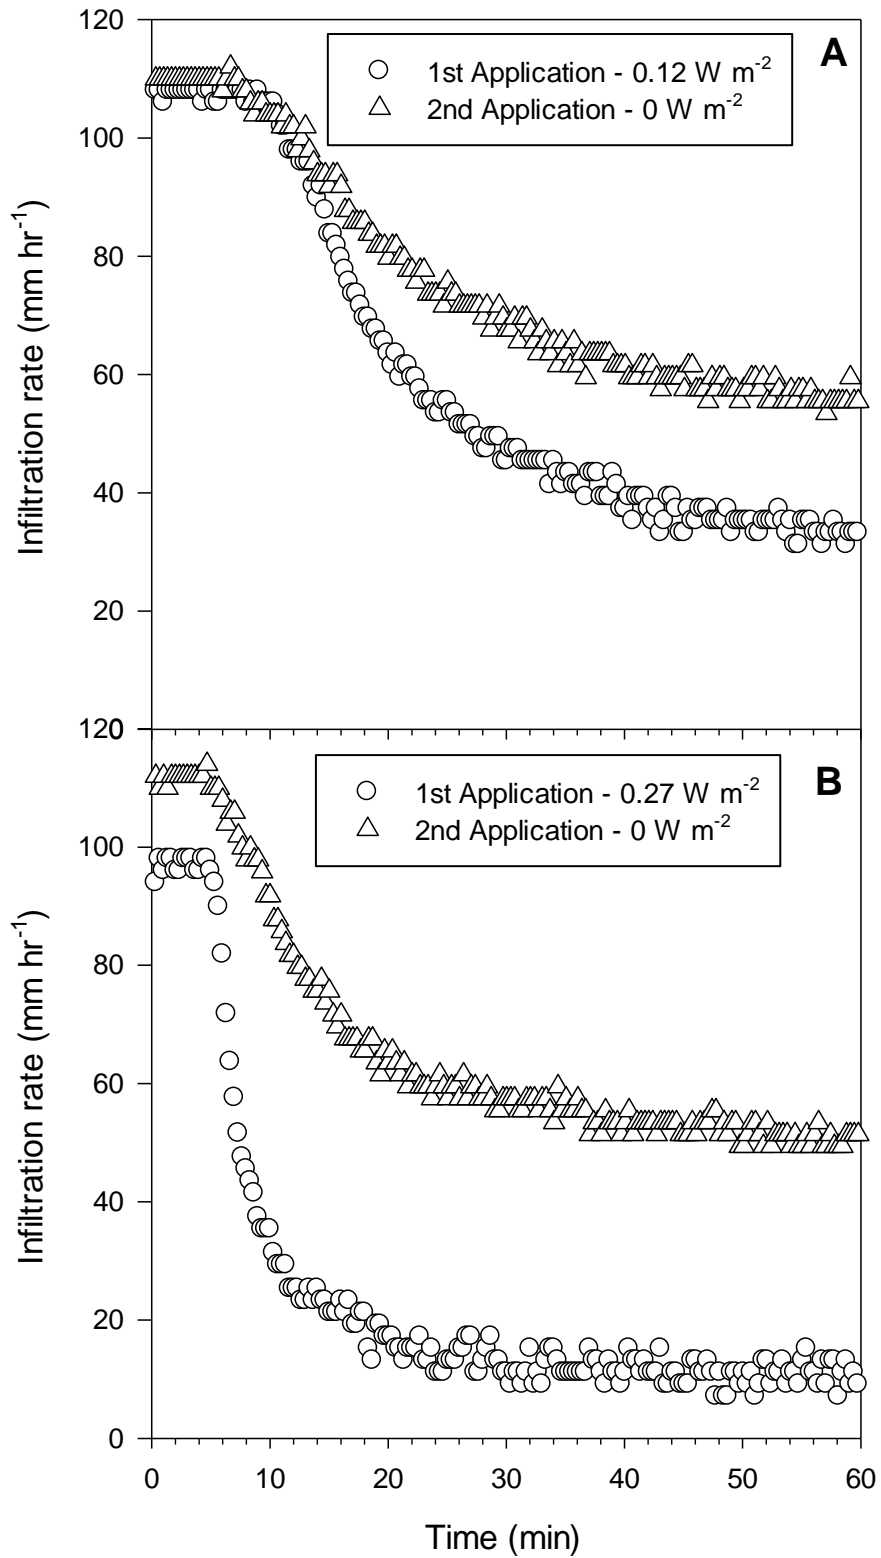 120
100
80
60
40
20
Infiltration rate (mm hr⁻¹)
1st Application - 0.12 W m⁻²
2nd Application - 0 W m⁻²
A
120
100
80
60
40
20
0
Infiltration rate (mm hr⁻¹)
1st Application - 0.27 W m⁻²
2nd Application - 0 W m⁻²
B
0 10 20 30 40 50 60
Time (min)